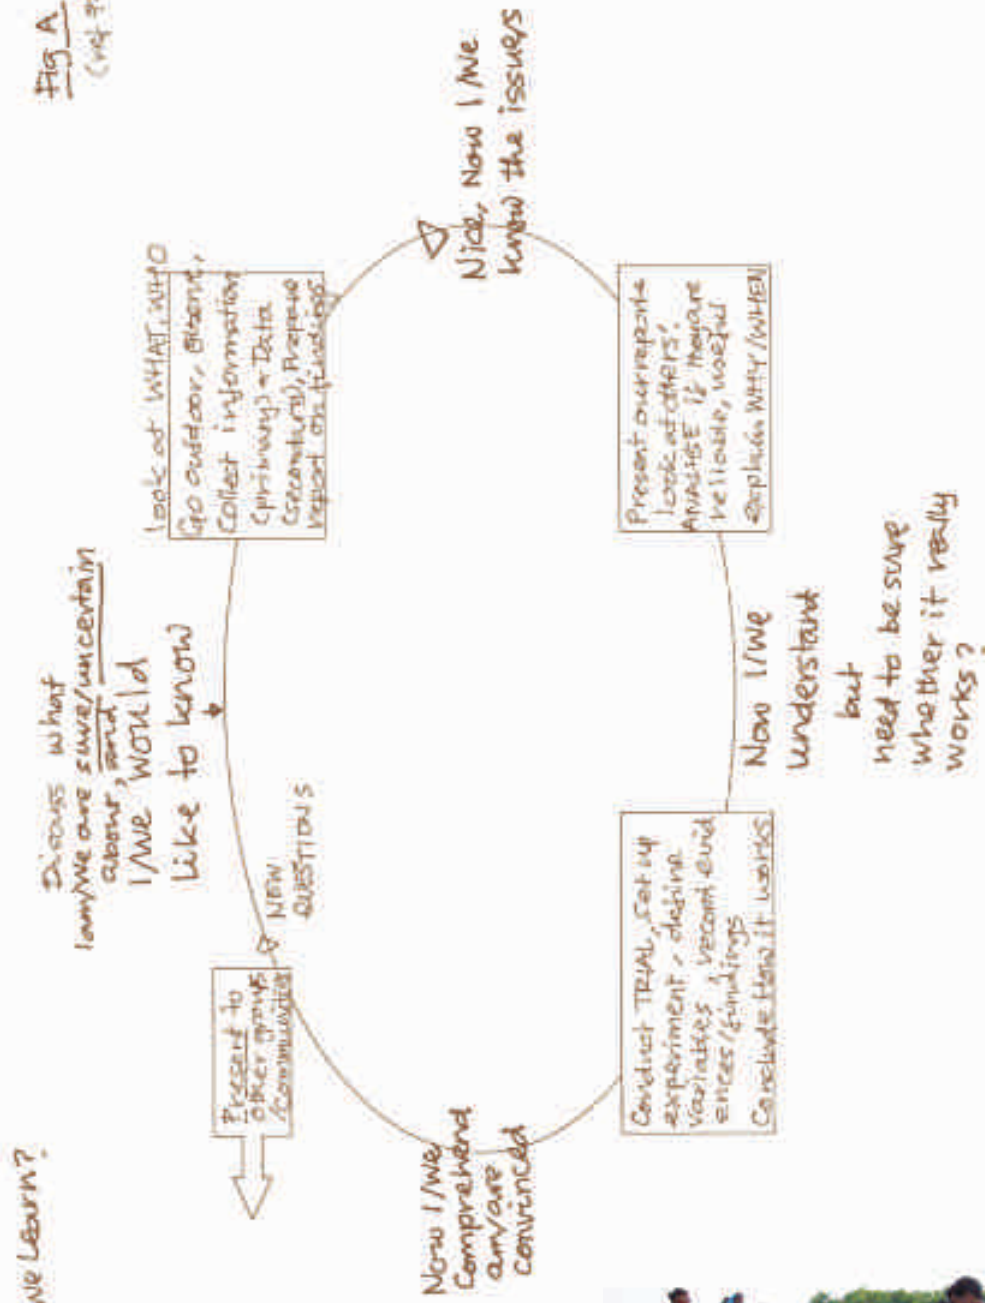 we Learn?
Fig A
Discuss what
I am/we are sure/uncertain
about, and
I/we would
Like to know
Look at WHAT, WHO
Go outdoor, observe,
Collect information
(primary) + Data
(secondary), Prepare
report on findings
Nice, Now I/We
know the issues
Present our reports
look at others',
ANALYSE if they are
reliable, useful
explain WHY/WHEN
Now I/We
understand
but
need to be sure
whether it really
works?
Conduct TRIAL, set up
experiment, define
variables, record evid
ences/findings
Conclude How it works
Now I/We
Comprehend
am/are
convinced
Present to
other groups
/communities
NEW
QUESTIONS